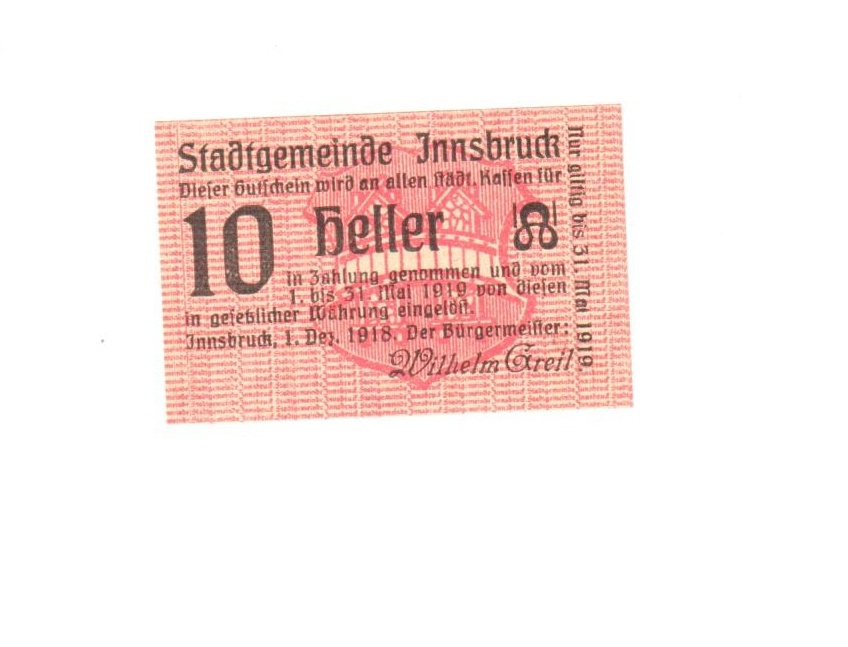 Stadtgemeinde Innsbruck
Dieser Gutschein wird an allen städt. Kassen für
10 Heller
in Zahlung genommen und vom
1. bis 31. Mai 1919 von diesen
in gesetzlicher Währung eingelöst.
Innsbruck, 1. Dez. 1918. Der Bürgermeister:
Wilhelm Greil
Nur giltig bis 31. Mai 1919.